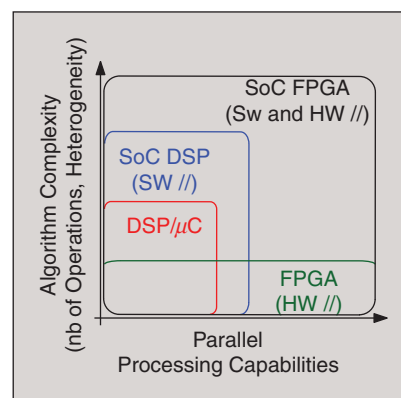 Algorithm Complexity
(nb of Operations, Heterogeneity)
SoC FPGA
(Sw and HW //)
SoC DSP
(SW //)
DSP/μC
FPGA
(HW //)
Parallel
Processing Capabilities